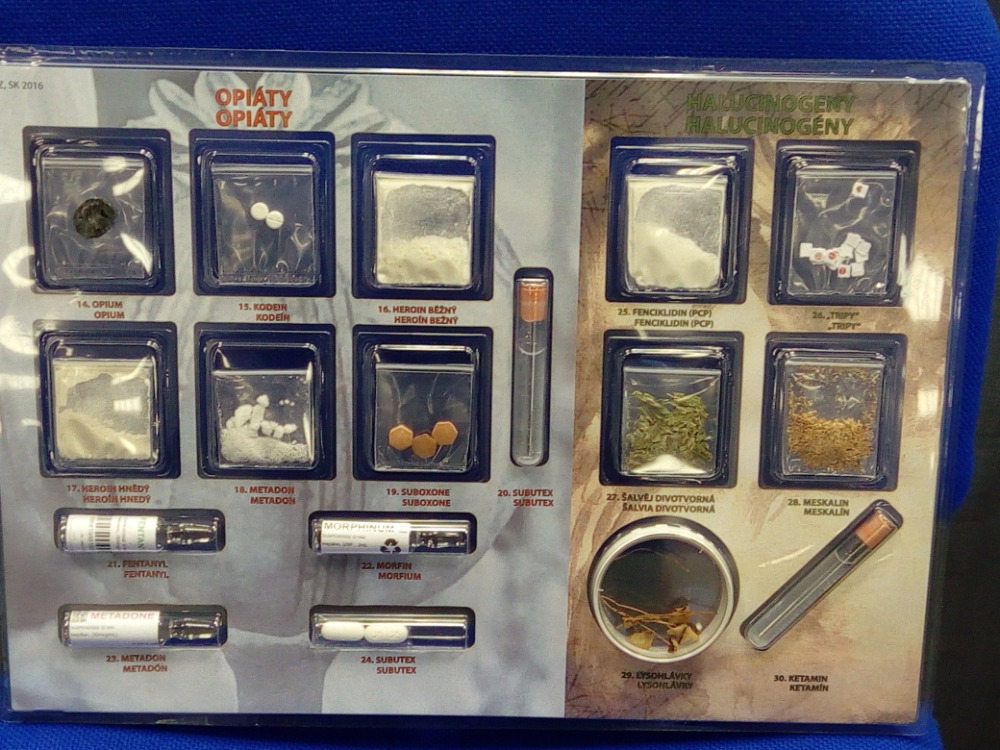 Z, SK 2016
OPIÁTY
OPIÁTY
HALUCINOGENY
HALUCINOGÉNY
14. OPIUM
OPIUM
15. KODEIN
KODEÍN
16. HEROIN BĚŽNÝ
HEROÍN BEŽNÝ
17. HEROIN HNĚDÝ
HEROÍN HNEDÝ
18. METADON
METADON
19. SUBOXONE
SUBOXONE
20. SUBUTEX
SUBUTEX
21. FENTANYL
FENTANYL
MORPHINUM
22. MORFIN
MORFIUM
METADONE
23. METADON
METADÓN
24. SUBUTEX
SUBUTEX
25. FENCIKLIDIN (PCP)
FENCIKLIDÍN (PCP)
26. „TRIPY"
„TRIPY"
27. ŠALVĚJ DIVOTVORNÁ
ŠALVIA DIVOTVORNÁ
28. MESKALIN
MESKALÍN
29. LYSOHLÁVKY
LYSOHLÁVKY
30. KETAMIN
KETAMÍN